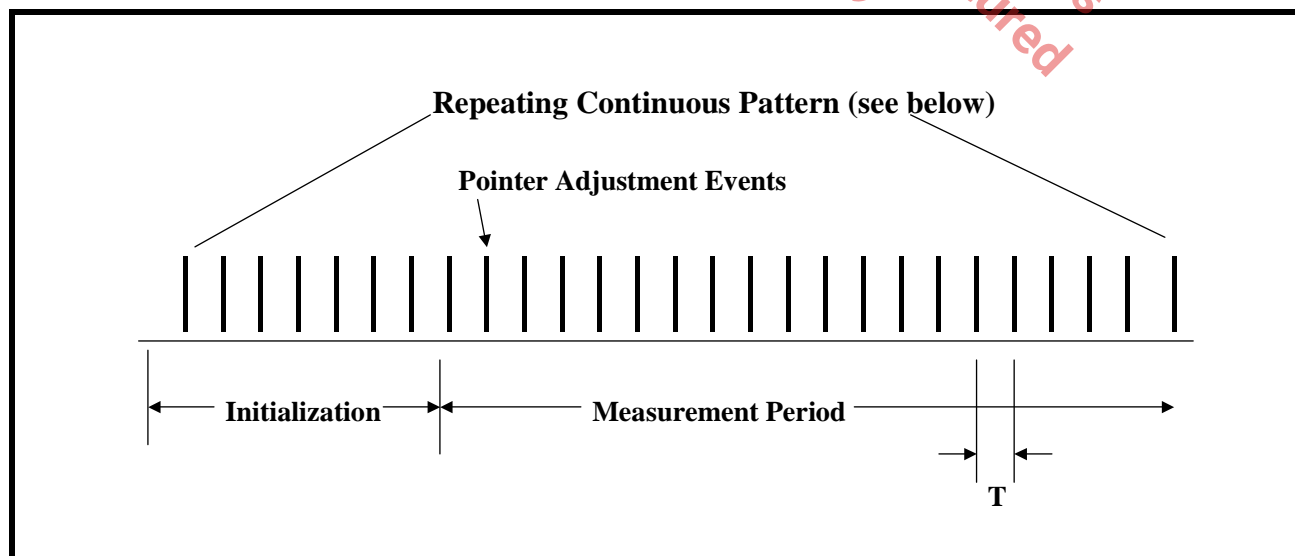 Repeating Continuous Pattern (see below)
Pointer Adjustment Events
Initialization
Measurement Period
T